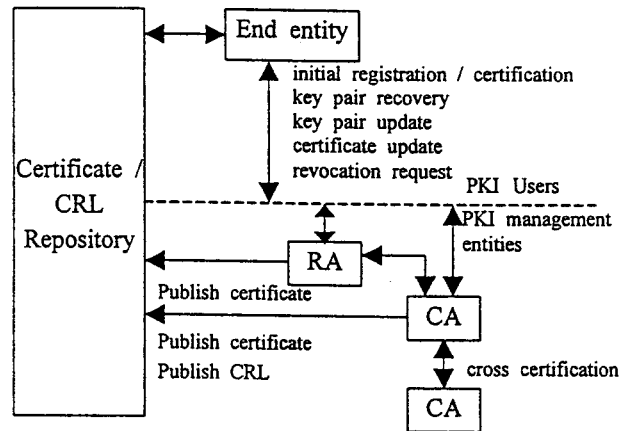 End entity
initial registration / certification
key pair recovery
key pair update
certificate update
revocation request
Certificate /
CRL
Repository
PKI Users
PKI management
entities
RA
Publish certificate
CA
Publish certificate
Publish CRL
cross certification
CA